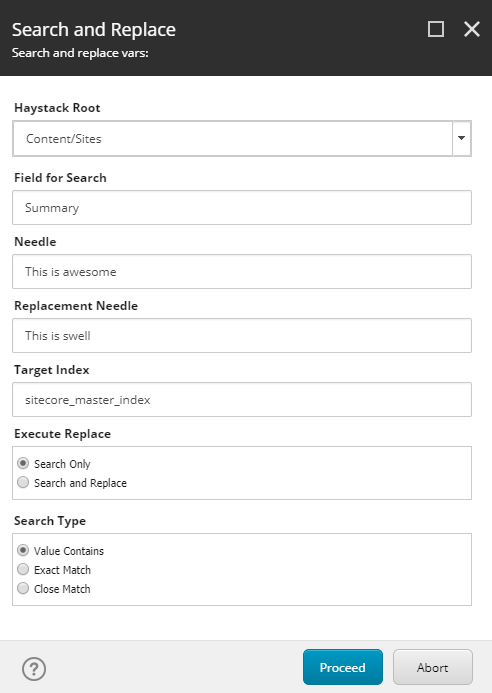 Search and Replace
Search and replace vars:
Haystack Root
Content/Sites
Field for Search
Summary
Needle
This is awesome
Replacement Needle
This is swell
Target Index
sitecore_master_index
Execute Replace
Search Only
Search and Replace
Search Type
Value Contains
Exact Match
Close Match
?
Proceed
Abort